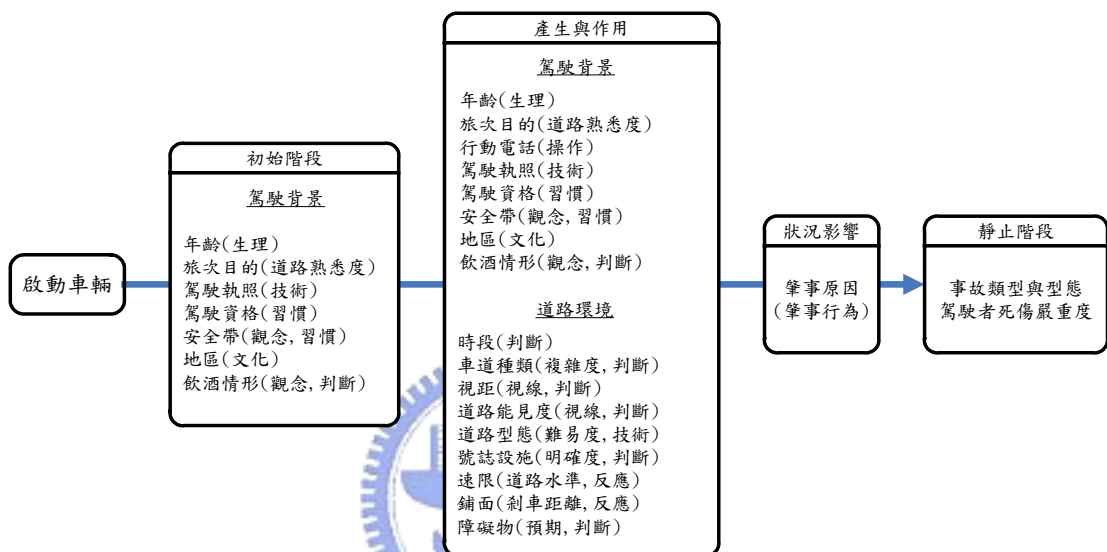 啟動車輛
初始階段
駕駛背景
年齡(生理)
旅次目的(道路熟悉度)
駕駛執照(技術)
駕駛資格(習慣)
安全帶(觀念,習慣)
地區(文化)
飲酒情形(觀念,判斷)
產生與作用
駕駛背景
年齡(生理)
旅次目的(道路熟悉度)
行動電話(操作)
駕駛執照(技術)
駕駛資格(習慣)
安全帶(觀念,習慣)
地區(文化)
飲酒情形(觀念,判斷)
道路環境
時段(判斷)
車道種類(複雜度,判斷)
視距(視線,判斷)
道路能見度(視線,判斷)
道路型態(難易度,技術)
號誌設施(明確度,判斷)
速限(道路水準,反應)
鋪面(剎車距離,反應)
障礙物(預期,判斷)
狀況影響
肇事原因
(肇事行為)
靜止階段
事故類型與型態
駕駛者死傷嚴重度